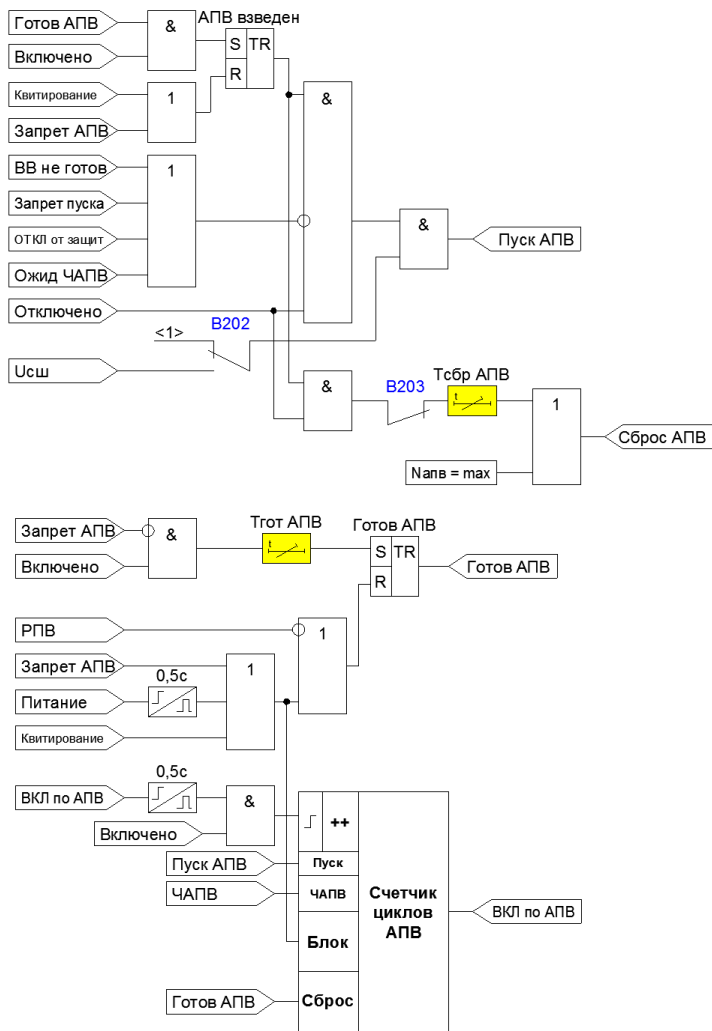 Готов АПВ
&
АПВ взведен
Включено
S TR
R
Квитирование
1
Запрет АПВ
&
ВВ не готов
1
Запрет пуска
ОТКЛ от защит
&
Пуск АПВ
Ожид ЧАПВ
Отключено
<1>
B202
Uсш
&
B203
Tсбр АПВ
t
1
Сброс АПВ
Nапв = max
Запрет АПВ
&
Tгот АПВ
t
Готов АПВ
S TR
R
Включено
Готов АПВ
РПВ
1
Запрет АПВ
1
0,5с
Питание
Квитирование
0,5с
ВКЛ по АПВ
&
Включено
++
Пуск АПВ
Пуск
ЧАПВ
ЧАПВ
Счетчик
циклов
АПВ
ВКЛ по АПВ
Блок
Готов АПВ
Сброс